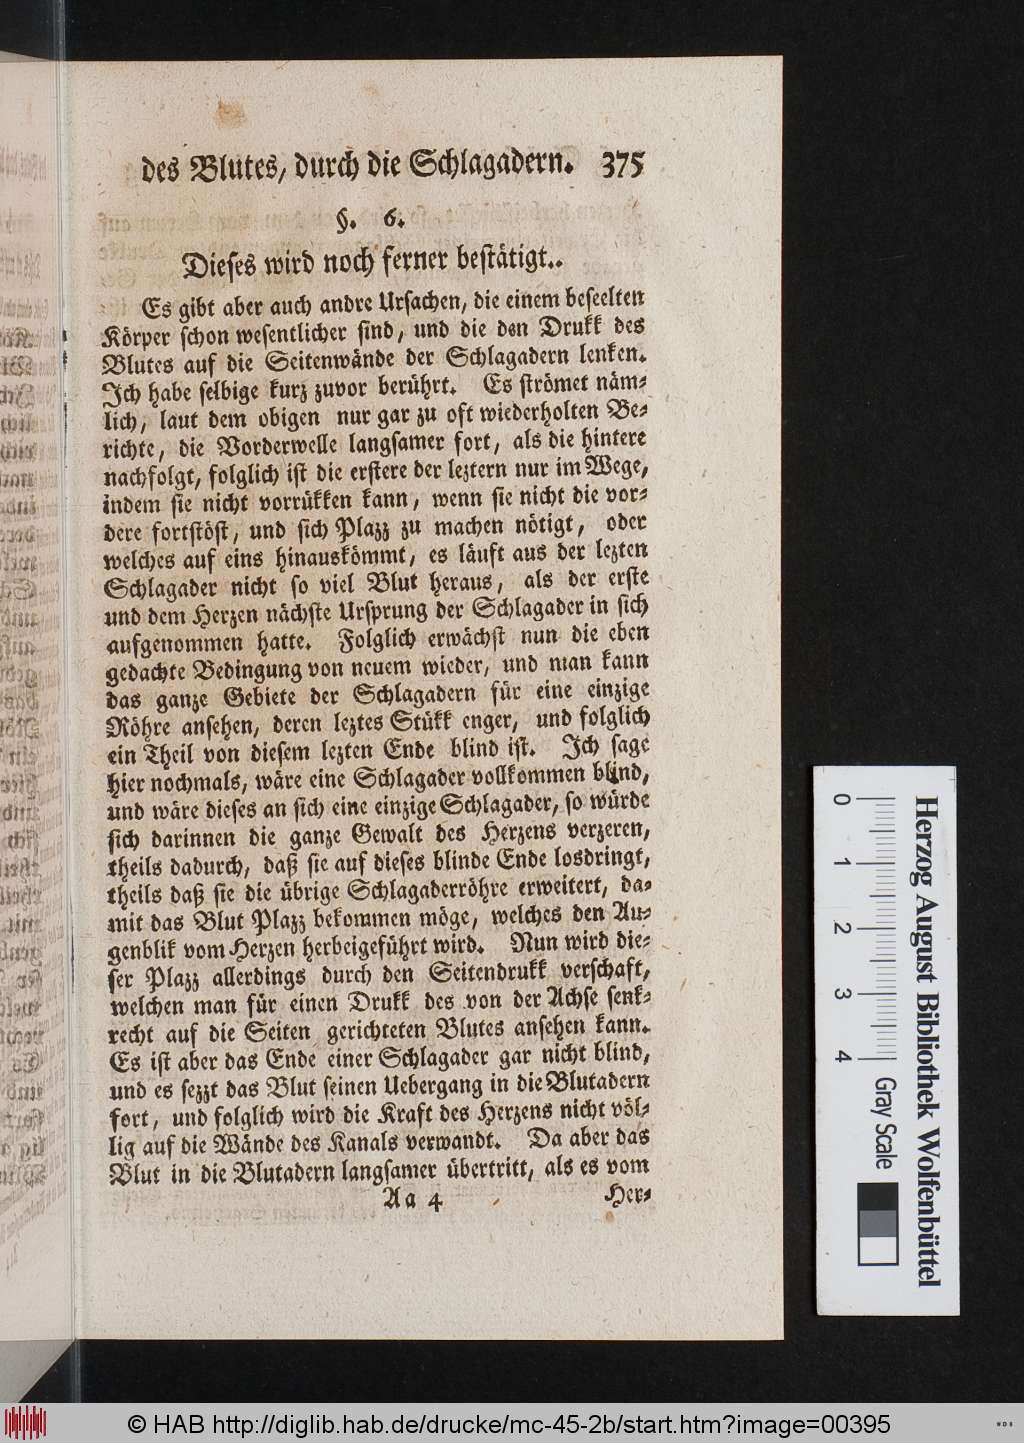 des Blutes, durch die Schlagadern. 375
§. 6.
Dieses wird noch ferner bestätigt..
Es gibt aber auch andre Ursachen, die einem beseelten
Körper schon wesentlicher sind, und die den Drukk des
Blutes auf die Seitenwände der Schlagadern lenken.
Ich habe selbige kurz zuvor berührt. Es strömet näm-
lich, laut dem obigen nur gar zu oft wiederholten Be-
richte, die Vorderwelle langsamer fort, als die hintere
nachfolgt, folglich ist die erstere der leztern nur im Wege,
indem sie nicht vorrükken kann, wenn sie nicht die vor-
dere fortstöst, und sich Plazz zu machen nötigt, oder
welches auf eins hinauskömmt, es läuft aus der lezten
Schlagader nicht so viel Blut heraus, als der erste
und dem Herzen nächste Ursprung der Schlagader in sich
aufgenommen hatte. Folglich erwächst nun die eben
gedachte Bedingung von neuem wieder, und man kann
das ganze Gebiete der Schlagadern für eine einzige
Röhre ansehen, deren leztes Stükk enger, und folglich
ein Theil von diesem lezten Ende blind ist. Ich sage
hier nochmals, wäre eine Schlagader vollkommen blind,
und wäre dieses an sich eine einzige Schlagader, so würde
sich darinnen die ganze Gewalt des Herzens verzeren,
theils dadurch, daß sie auf dieses blinde Ende losdringt,
theils daß sie die übrige Schlagaderröhre erweitert, da-
mit das Blut Plazz bekommen möge, welches den Au-
genblik vom Herzen herbeigeführt wird. Nun wird die-
ser Plazz allerdings durch den Seitendrukk verschaft,
welchen man für einen Drukk des von der Achse senk-
recht auf die Seiten gerichteten Blutes ansehen kann.
Es ist aber das Ende einer Schlagader gar nicht blind,
und es sezzt das Blut seinen Uebergang in die Blutadern
fort, und folglich wird die Kraft des Herzens nicht völ-
lig auf die Wände des Kanals verwandt. Da aber das
Blut in die Blutadern langsamer übertritt, als es vom
Aa 4 Her-
0 1 2 3 4 Gray Scale
Herzog August Bibliothek Wolfenbüttel
© HAB http://diglib.hab.de/drucke/mc-45-2b/start.htm?image=00395